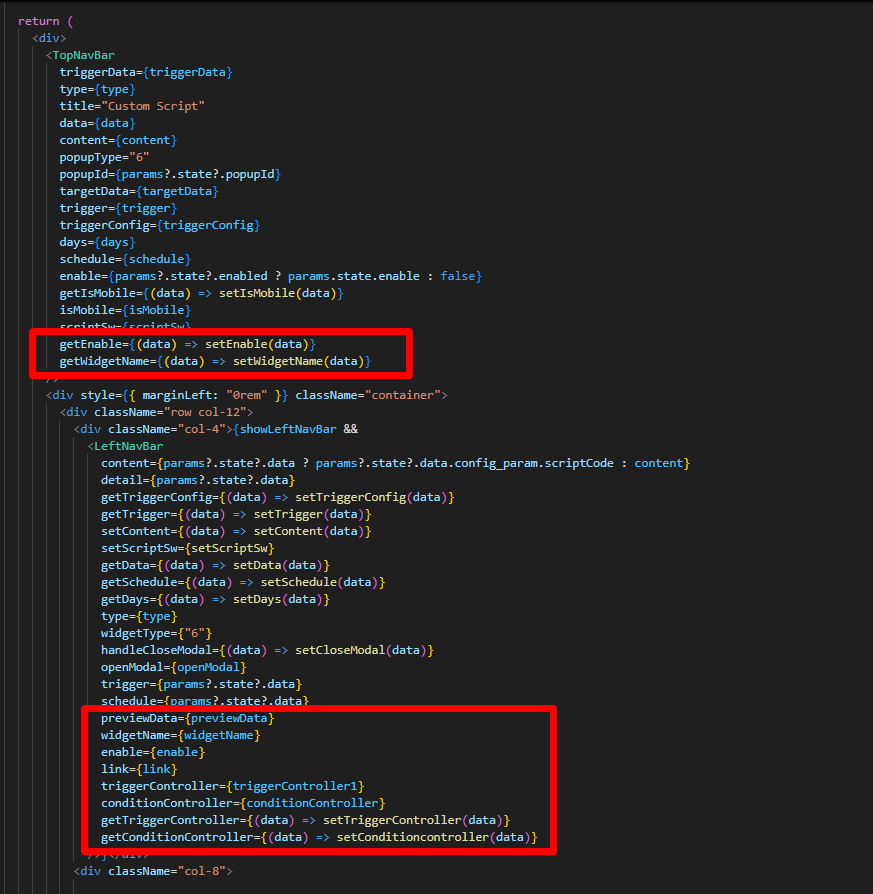 return (
<div>
<TopNavBar
triggerData={triggerData}
type={type}
title="Custom Script"
data={data}
content={content}
popupType="6"
popupId={params?.state?.popupId}
targetData={targetData}
trigger={trigger}
triggerConfig={triggerConfig}
days={days}
schedule={schedule}
enable={params?.state?.enabled ? params.state.enable : false}
getIsMobile={(data) => setIsMobile(data)}
isMobile={isMobile}
scriptSw={scriptSw}
getEnable={(data) => setEnable(data)}
getWidgetName={(data) => setWidgetName(data)}
/>
<div style={{ marginLeft: "0rem" }} className="container">
<div className="row col-12">
<div className="col-4">{showLeftNavBar &&
<LeftNavBar
content={params?.state?.data ? params?.state?.data.config_param.scriptCode : content}
detail={params?.state?.data}
getTriggerConfig={(data) => setTriggerConfig(data)}
getTrigger={(data) => setTrigger(data)}
setContent={(data) => setContent(data)}
setScriptSw={setScriptSw}
getData={(data) => setData(data)}
getSchedule={(data) => setSchedule(data)}
getDays={(data) => setDays(data)}
type={type}
widgetType={"6"}
handleCloseModal={(data) => setCloseModal(data)}
openModal={openModal}
trigger={params?.state?.data}
schedule={params?.state?.data}
previewData={previewData}
widgetName={widgetName}
enable={enable}
link={link}
triggerController={triggerController1}
conditionController={conditionController}
getTriggerController={(data) => setTriggerController(data)}
getConditionController={(data) => setConditioncontroller(data)}
/>}</div>
<div className="col-8">